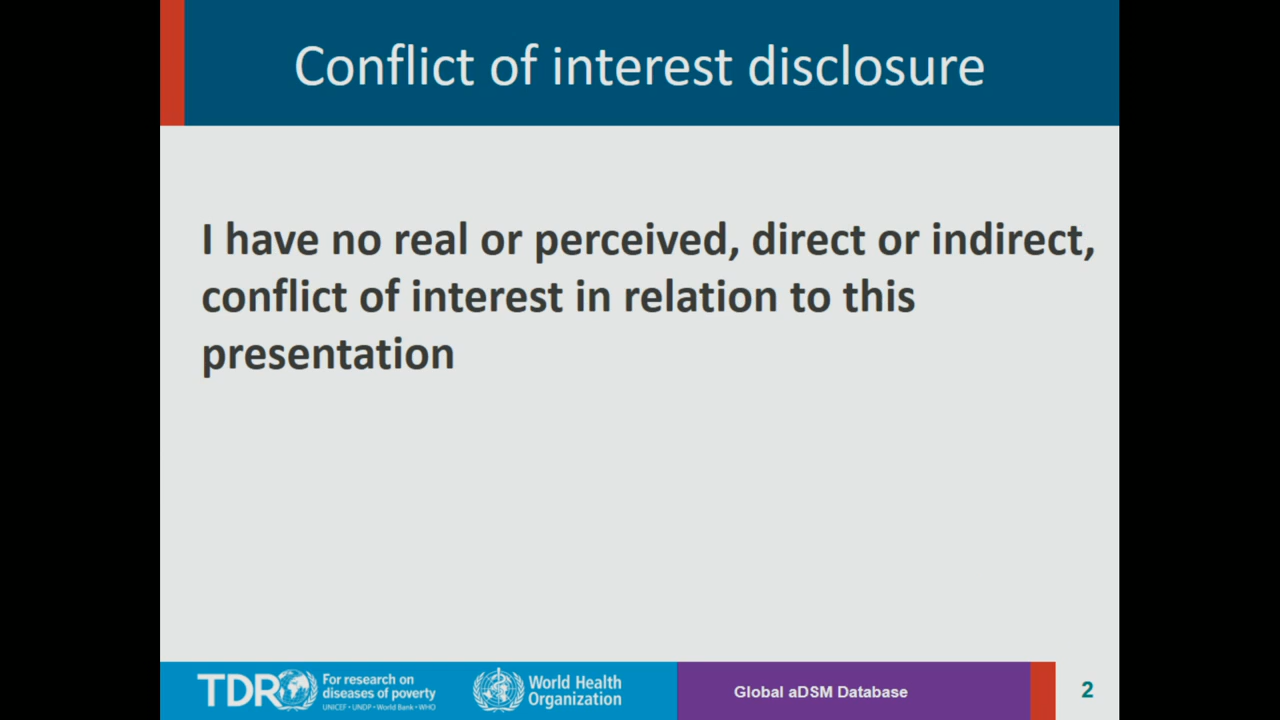 Conflict of interest disclosure
I have no real or perceived, direct or indirect,
conflict of interest in relation to this
presentation
TDR
For research on
diseases of poverty
UNICEF • UNDP • World Bank • WHO
World Health
Organization
Global aDSM Database
2